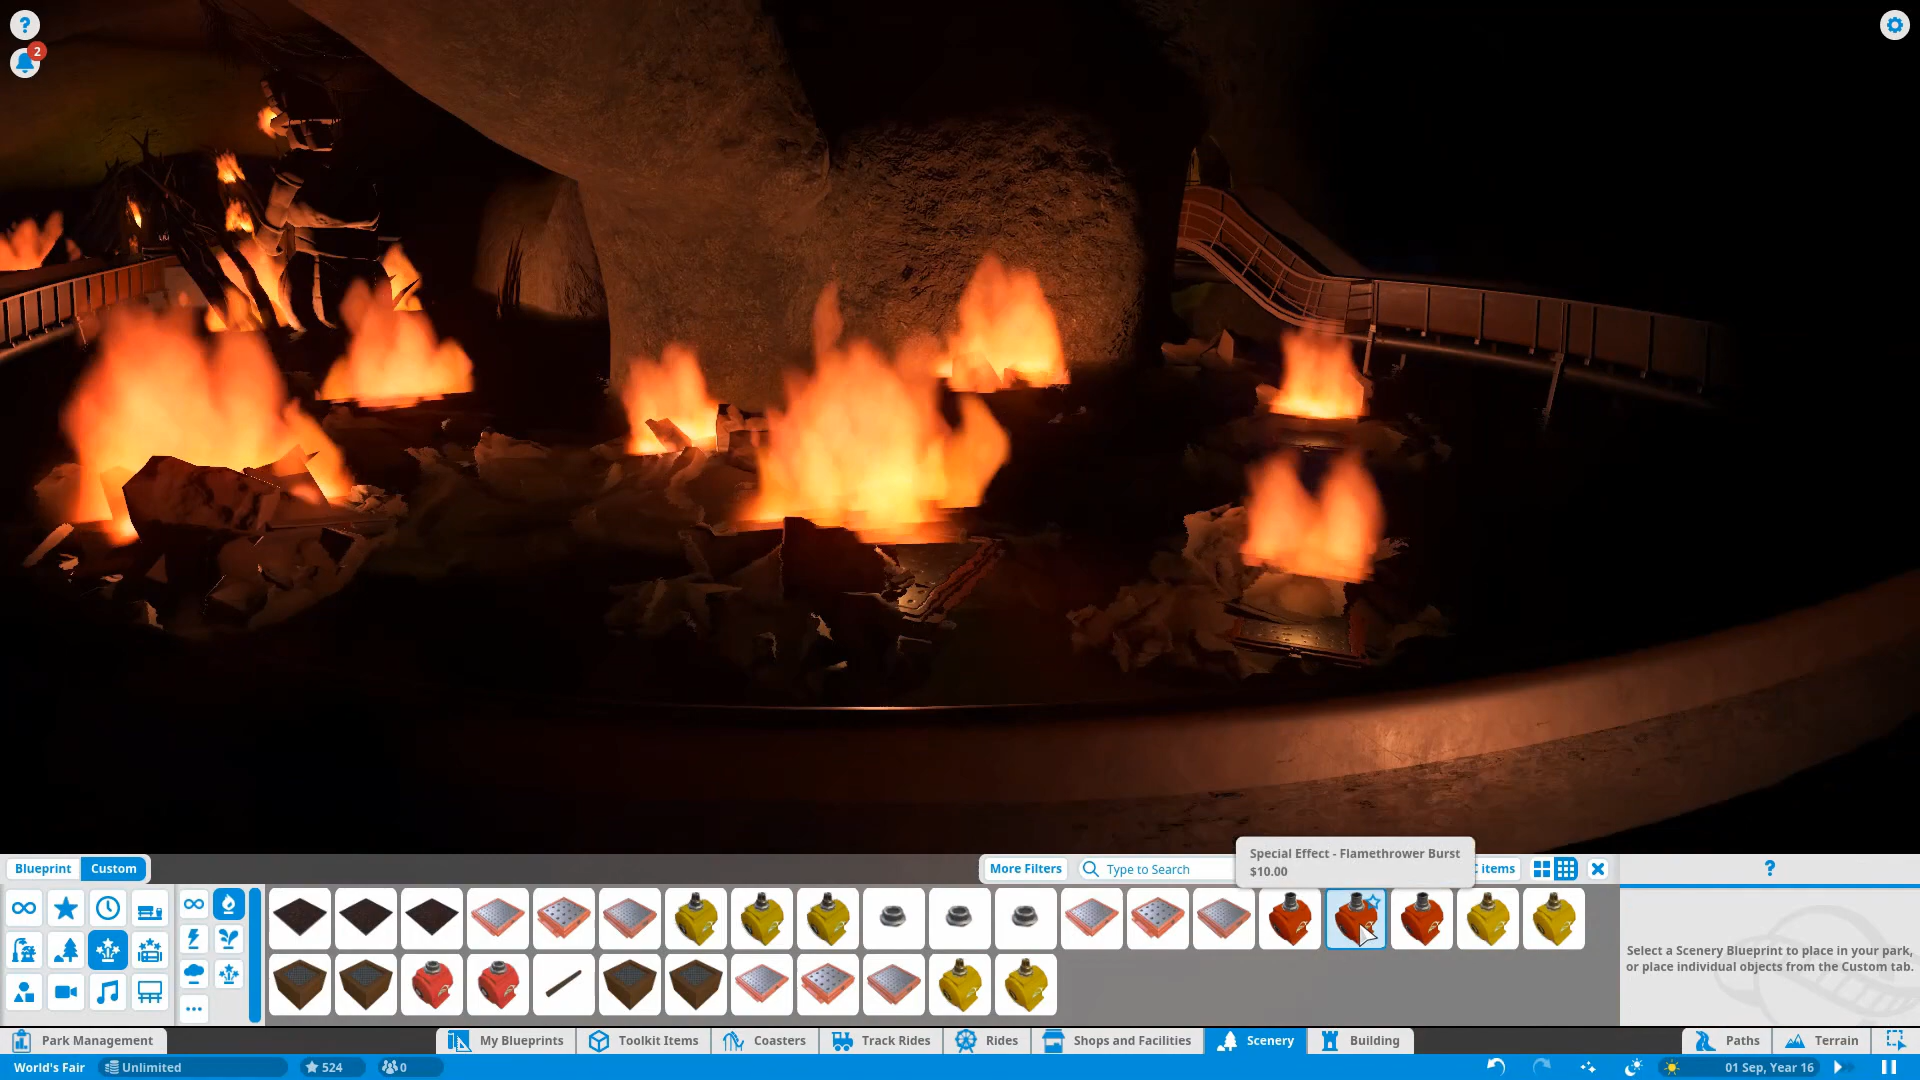 ?
2
Blueprint
Custom
More Filters
Type to Search
items
Special Effect - Flamethrower Burst
$10.00
?
Select a Scenery Blueprint to place in your park,
or place individual objects from the Custom tab.
Park Management
My Blueprints
Toolkit Items
Coasters
Track Rides
Rides
Shops and Facilities
Scenery
Building
Paths
Terrain
World's Fair
Unlimited
524
0
01 Sep, Year 16